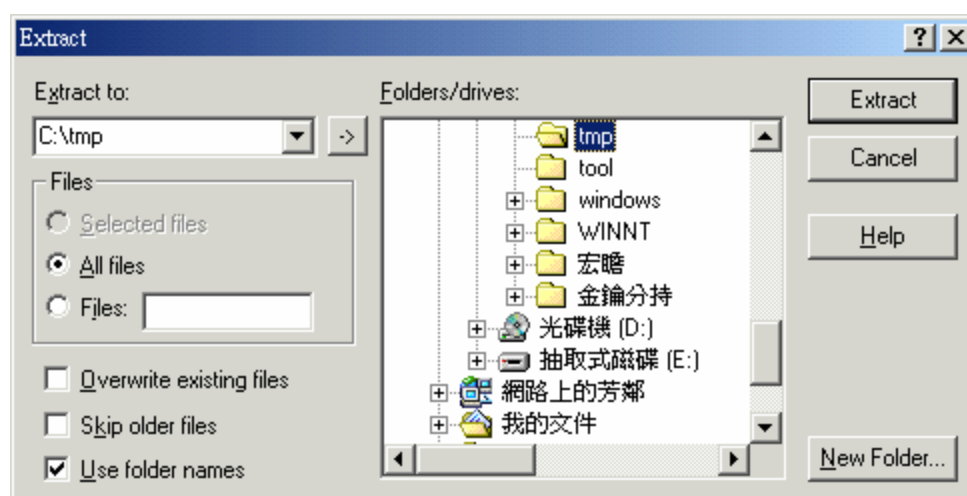 Extract
Extract to:
C:\tmp
->
Files
Selected files
All files
Files:
Overwrite existing files
Skip older files
Use folder names
Folders/drives:
tmp
tool
windows
WINNT
宏瞻
金鑰分持
光碟機 (D:)
抽取式磁碟 (E:)
網路上的芳鄰
我的文件
Extract
Cancel
Help
New Folder...